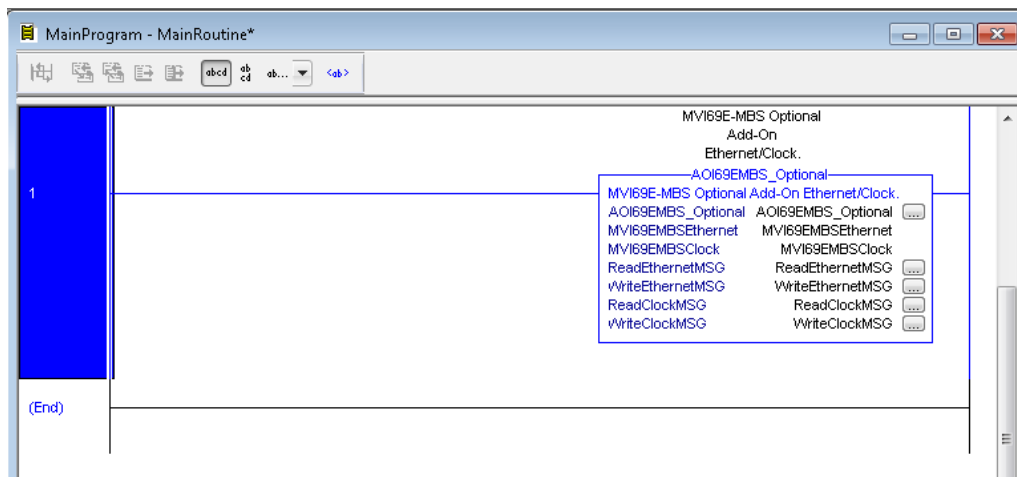 MainProgram - MainRoutine*
abcd ab cd ab... <ab>
MVI69E-MBS Optional
Add-On
Ethernet/Clock.
AOI69EMBS_Optional
1
MVI69E-MBS Optional Add-On Ethernet/Clock.
AOI69EMBS_Optional AOI69EMBS_Optional ...
MVI69EMBSEthernet MVI69EMBSEthernet
MVI69EMBSClock MVI69EMBSClock
ReadEthernetMSG ReadEthernetMSG ...
WriteEthernetMSG WriteEthernetMSG ...
ReadClockMSG ReadClockMSG ...
WriteClockMSG WriteClockMSG ...
(End)